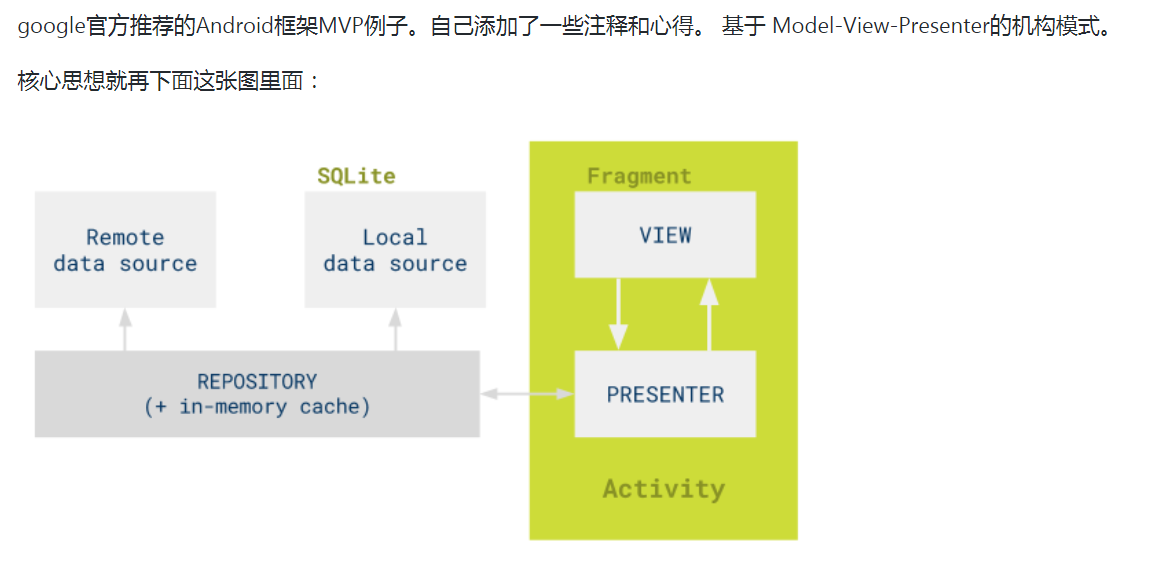 google官方推荐的Android框架MVP例子。自己添加了一些注释和心得。 基于 Model-View-Presenter的机构模式。
核心思想就再下面这张图里面：
SQLite
Fragment
Remote
data source
Local
data source
VIEW
REPOSITORY
(+ in-memory cache)
PRESENTER
Activity